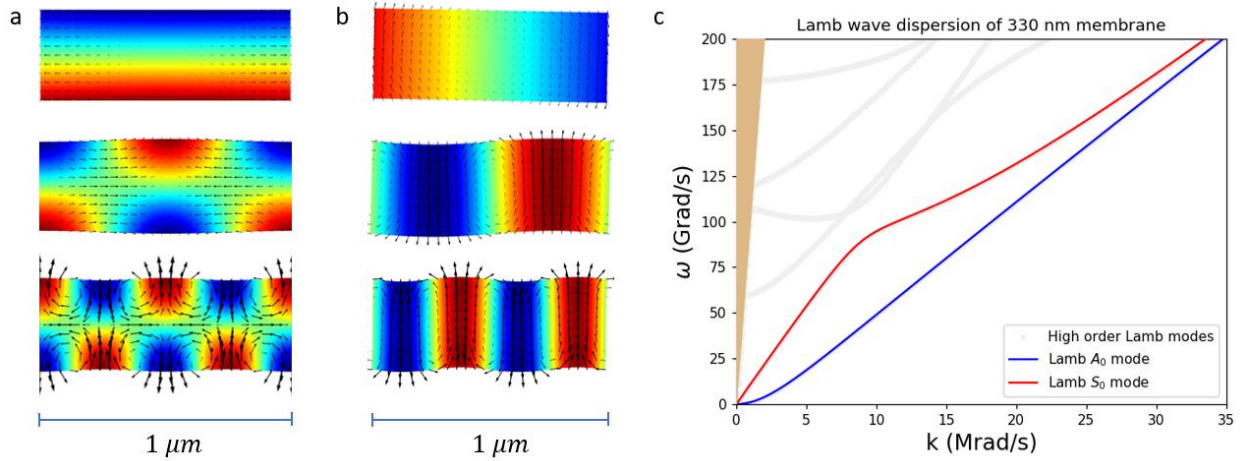 a
b
c
1 μm
1 μm
Lamb wave dispersion of 330 nm membrane
ω (Grad/s)
200
175
150
125
100
75
50
25
0
0 5 10 15 20 25 30 35
k (Mrad/s)
High order Lamb modes
Lamb A₀ mode
Lamb S₀ mode